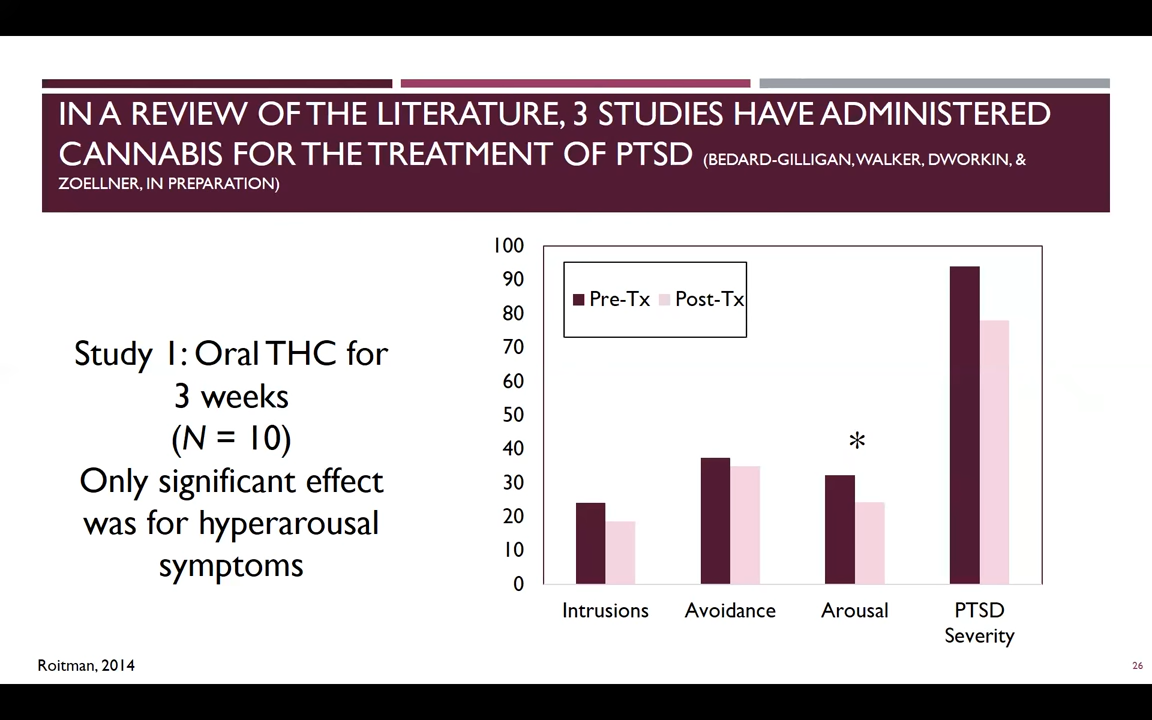 IN A REVIEW OF THE LITERATURE, 3 STUDIES HAVE ADMINISTERED
CANNABIS FOR THE TREATMENT OF PTSD (BEDARD-GILLIGAN, WALKER, DWORKIN, &
ZOELLNER, IN PREPARATION)
Study 1: Oral THC for
3 weeks
(N = 10)
Only significant effect
was for hyperarousal
symptoms
100
90
80
70
60
50
40
30
20
10
0
Pre-Tx Post-Tx
*
Intrusions Avoidance Arousal PTSD
Severity
Roitman, 2014
26